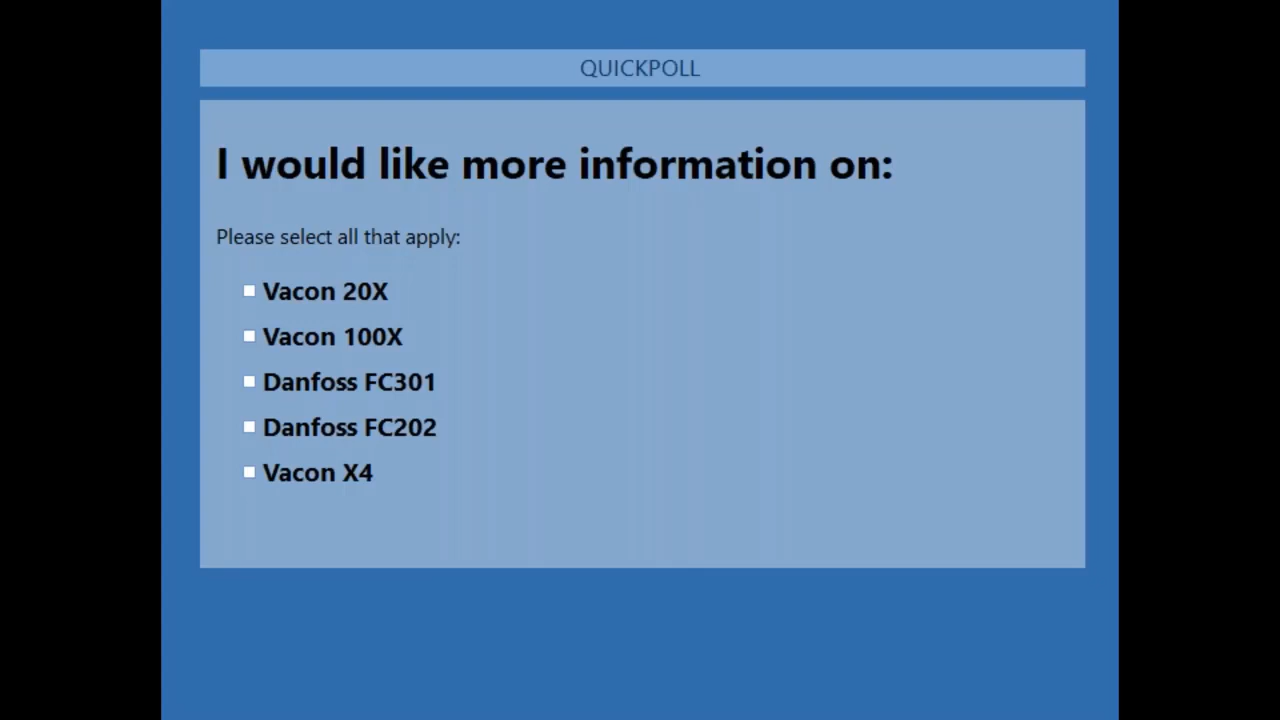 QUICKPOLL
I would like more information on:
Please select all that apply:
Vacon 20X
Vacon 100X
Danfoss FC301
Danfoss FC202
Vacon X4